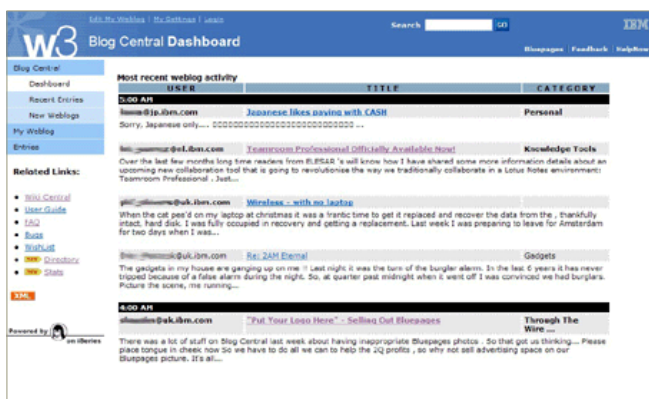 Edit My Weblog | My Settings | Login
Search GO IBM
w3 Blog Central Dashboard
Bluepages | Feedback | HelpNow
Blog Central
Dashboard
Recent Entries
New Weblogs
My Weblog
Entries
Related Links:
Wiki Central
User Guide
FAQ
Bugs
WishList
Directory
Stats
XML
Powered by
on iSeries
Most recent weblog activity
USER TITLE CATEGORY
5:00 AM
@jp.ibm.com Japanese likes paying with CASH Personal
Sorry, Japanese only....
@nl.ibm.com Teamroom Professional Officially Available Now! Knowledge Tools
Over the last few months long time readers from ELESAR 's will know how I have shared some more information details about an
upcoming new collaboration tool that is going to revolutionise the way we traditionally collaborate in a Lotus Notes environment:
Teamroom Professional . Just...
@uk.ibm.com Wireless - with no laptop
When the cat pee'd on my laptop at christmas it was a frantic time to get it replaced and recover the data from the , thankfully
intact, hard disk. I was fully occupied in recovery and getting a replacement. Last week I was preparing to leave for Amsterdam
for two days when I was...
@uk.ibm.com Re: 2AM Eternal Gadgets
The gadgets in my house are ganging up on me !! Last night it was the turn of the burgler alarm. In the last 6 years it has never
tripped because of a false alarm during the night. So, at quarter past midnight when it went off I was convinced we had burglars.
Picture the scene, me running...
4:00 AM
@uk.ibm.com "Put Your Logo Here" - Selling Out Bluepages Through The
Wire ...
There was a lot of stuff on Blog Central last week about having inappropriate Bluepages photos . So that got us thinking... Please
place tongue in cheek now So we have to do all we can to help the 2Q profits , so why not sell advertising space on our
Bluepages picture. It's all...